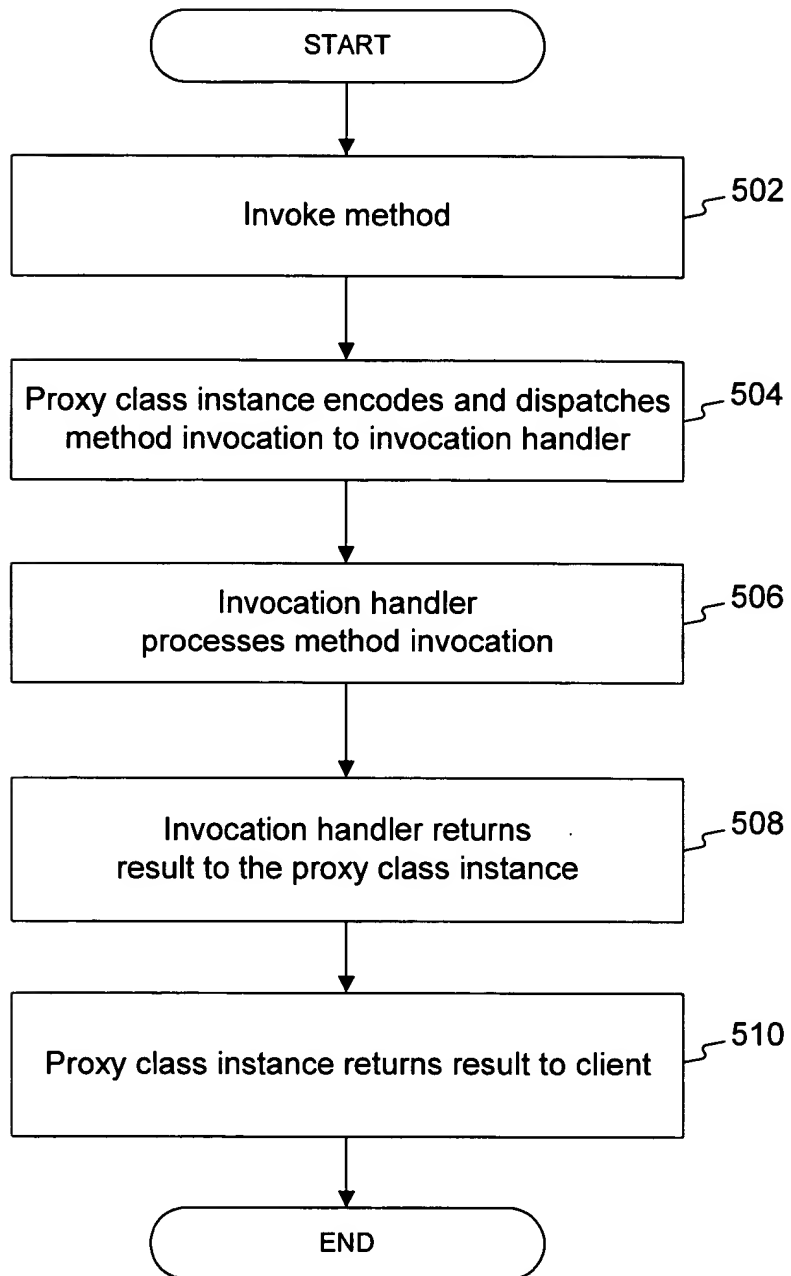 START
Invoke method
502
Proxy class instance encodes and dispatches
method invocation to invocation handler
504
Invocation handler
processes method invocation
506
Invocation handler returns
result to the proxy class instance
508
Proxy class instance returns result to client
510
END